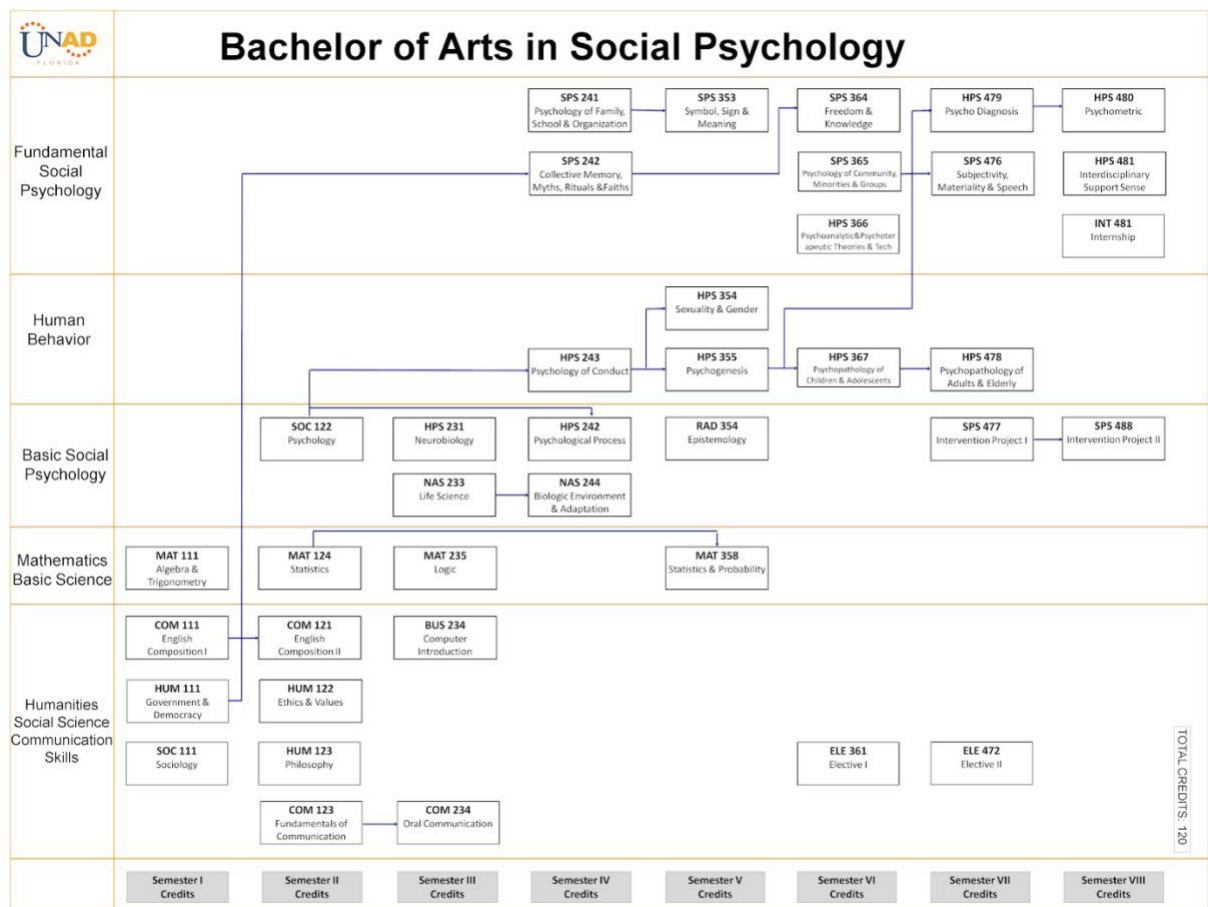 UNAD
FLORIDA
Bachelor of Arts in Social Psychology
Fundamental
Social
Psychology
SPS 241
Psychology of Family,
School & Organization
SPS 353
Symbol, Sign &
Meaning
SPS 364
Freedom &
Knowledge
HPS 479
Psycho Diagnosis
HPS 480
Psychometric
SPS 242
Collective Memory,
Myths, Rituals &Faiths
SPS 365
Psychology of Community,
Minorities & Groups
SPS 476
Subjectivity,
Materiality & Speech
HPS 481
Interdisciplinary
Support Sense
HPS 366
Psychoanalytic&Psychoter
apeutic Theories & Tech
INT 481
Internship
Human
Behavior
HPS 354
Sexuality & Gender
HPS 243
Psychology of Conduct
HPS 355
Psychogenesis
HPS 367
Psychopathology of
Children & Adolescents
HPS 478
Psychopathology of
Adults & Elderly
Basic Social
Psychology
SOC 122
Psychology
HPS 231
Neurobiology
HPS 242
Psychological Process
RAD 354
Epistemology
SPS 477
Intervention Project I
SPS 488
Intervention Project II
NAS 233
Life Science
NAS 244
Biologic Environment
& Adaptation
Mathematics
Basic Science
MAT 111
Algebra &
Trigonometry
MAT 124
Statistics
MAT 235
Logic
MAT 358
Statistics & Probability
Humanities
Social Science
Communication
Skills
COM 111
English
Composition I
COM 121
English
Composition II
BUS 234
Computer
Introduction
HUM 111
Government &
Democracy
HUM 122
Ethics & Values
SOC 111
Sociology
HUM 123
Philosophy
ELE 361
Elective I
ELE 472
Elective II
COM 123
Fundamentals of
Communication
COM 234
Oral Communication
TOTAL CREDITS: 120
Semester I
Credits
Semester II
Credits
Semester III
Credits
Semester IV
Credits
Semester V
Credits
Semester VI
Credits
Semester VII
Credits
Semester VIII
Credits